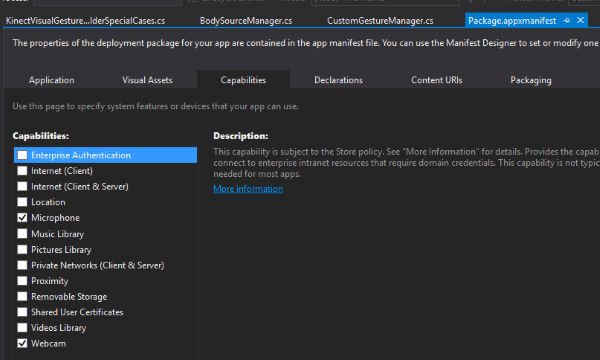 KinectVisualGesture...lderSpecialCases.cs BodySourceManager.cs CustomGestureManager.cs Package.appxmanifest
The properties of the deployment package for your app are contained in the app manifest file. You can use the Manifest Designer to set or modify one
Application Visual Assets Capabilities Declarations Content URIs Packaging
Use this page to specify system features or devices that your app can use.
Capabilities: Description:
Enterprise Authentication
Internet (Client)
Internet (Client & Server)
Location
Microphone
Music Library
Pictures Library
Private Networks (Client & Server)
Proximity
Removable Storage
Shared User Certificates
Videos Library
Webcam
This capability is subject to the Store policy. See "More Information" for details. Provides the capab
connect to enterprise intranet resources that require domain credentials. This capability is not typic
needed for most apps.
More information